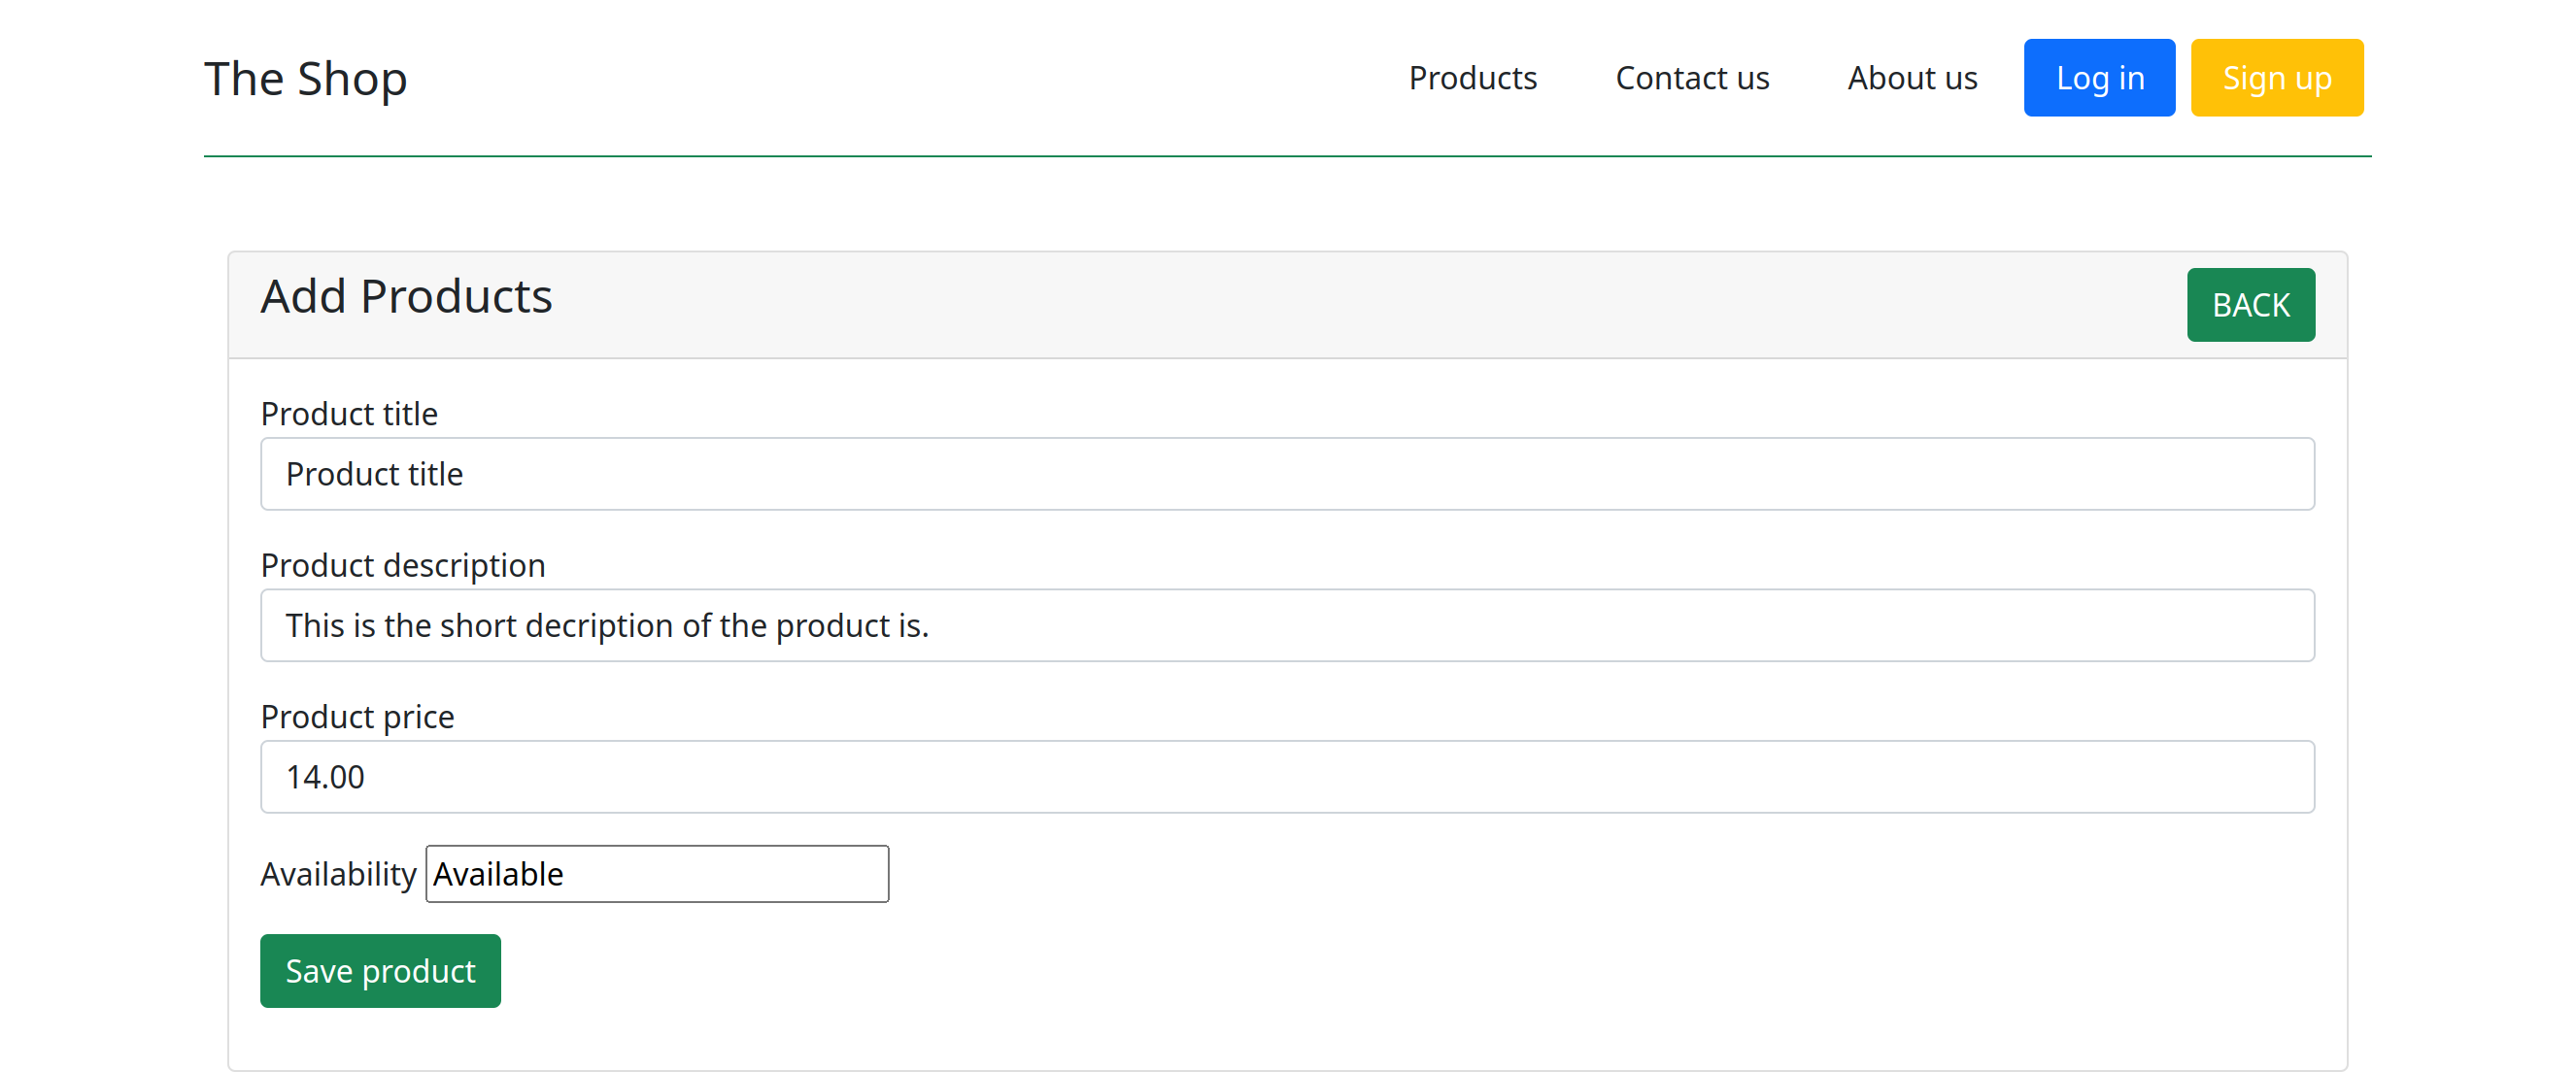 The Shop Products Contact us About us Log in Sign up
Add Products BACK
Product title
Product title
Product description
This is the short decription of the product is.
Product price
14.00
Availability Available
Save product